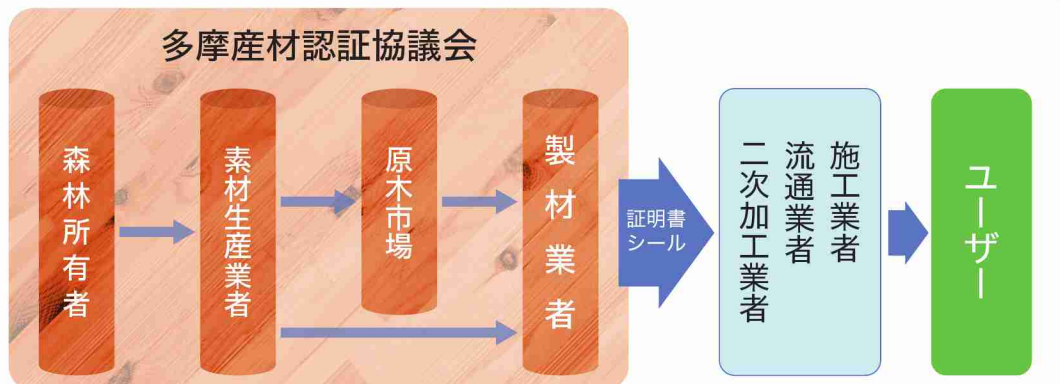 多摩産材認証協議会
森林所有者
素材生産業者
原木市場
製材業者
証明書
シール
施工業者
流通業者
二次加工業者
ユーザー